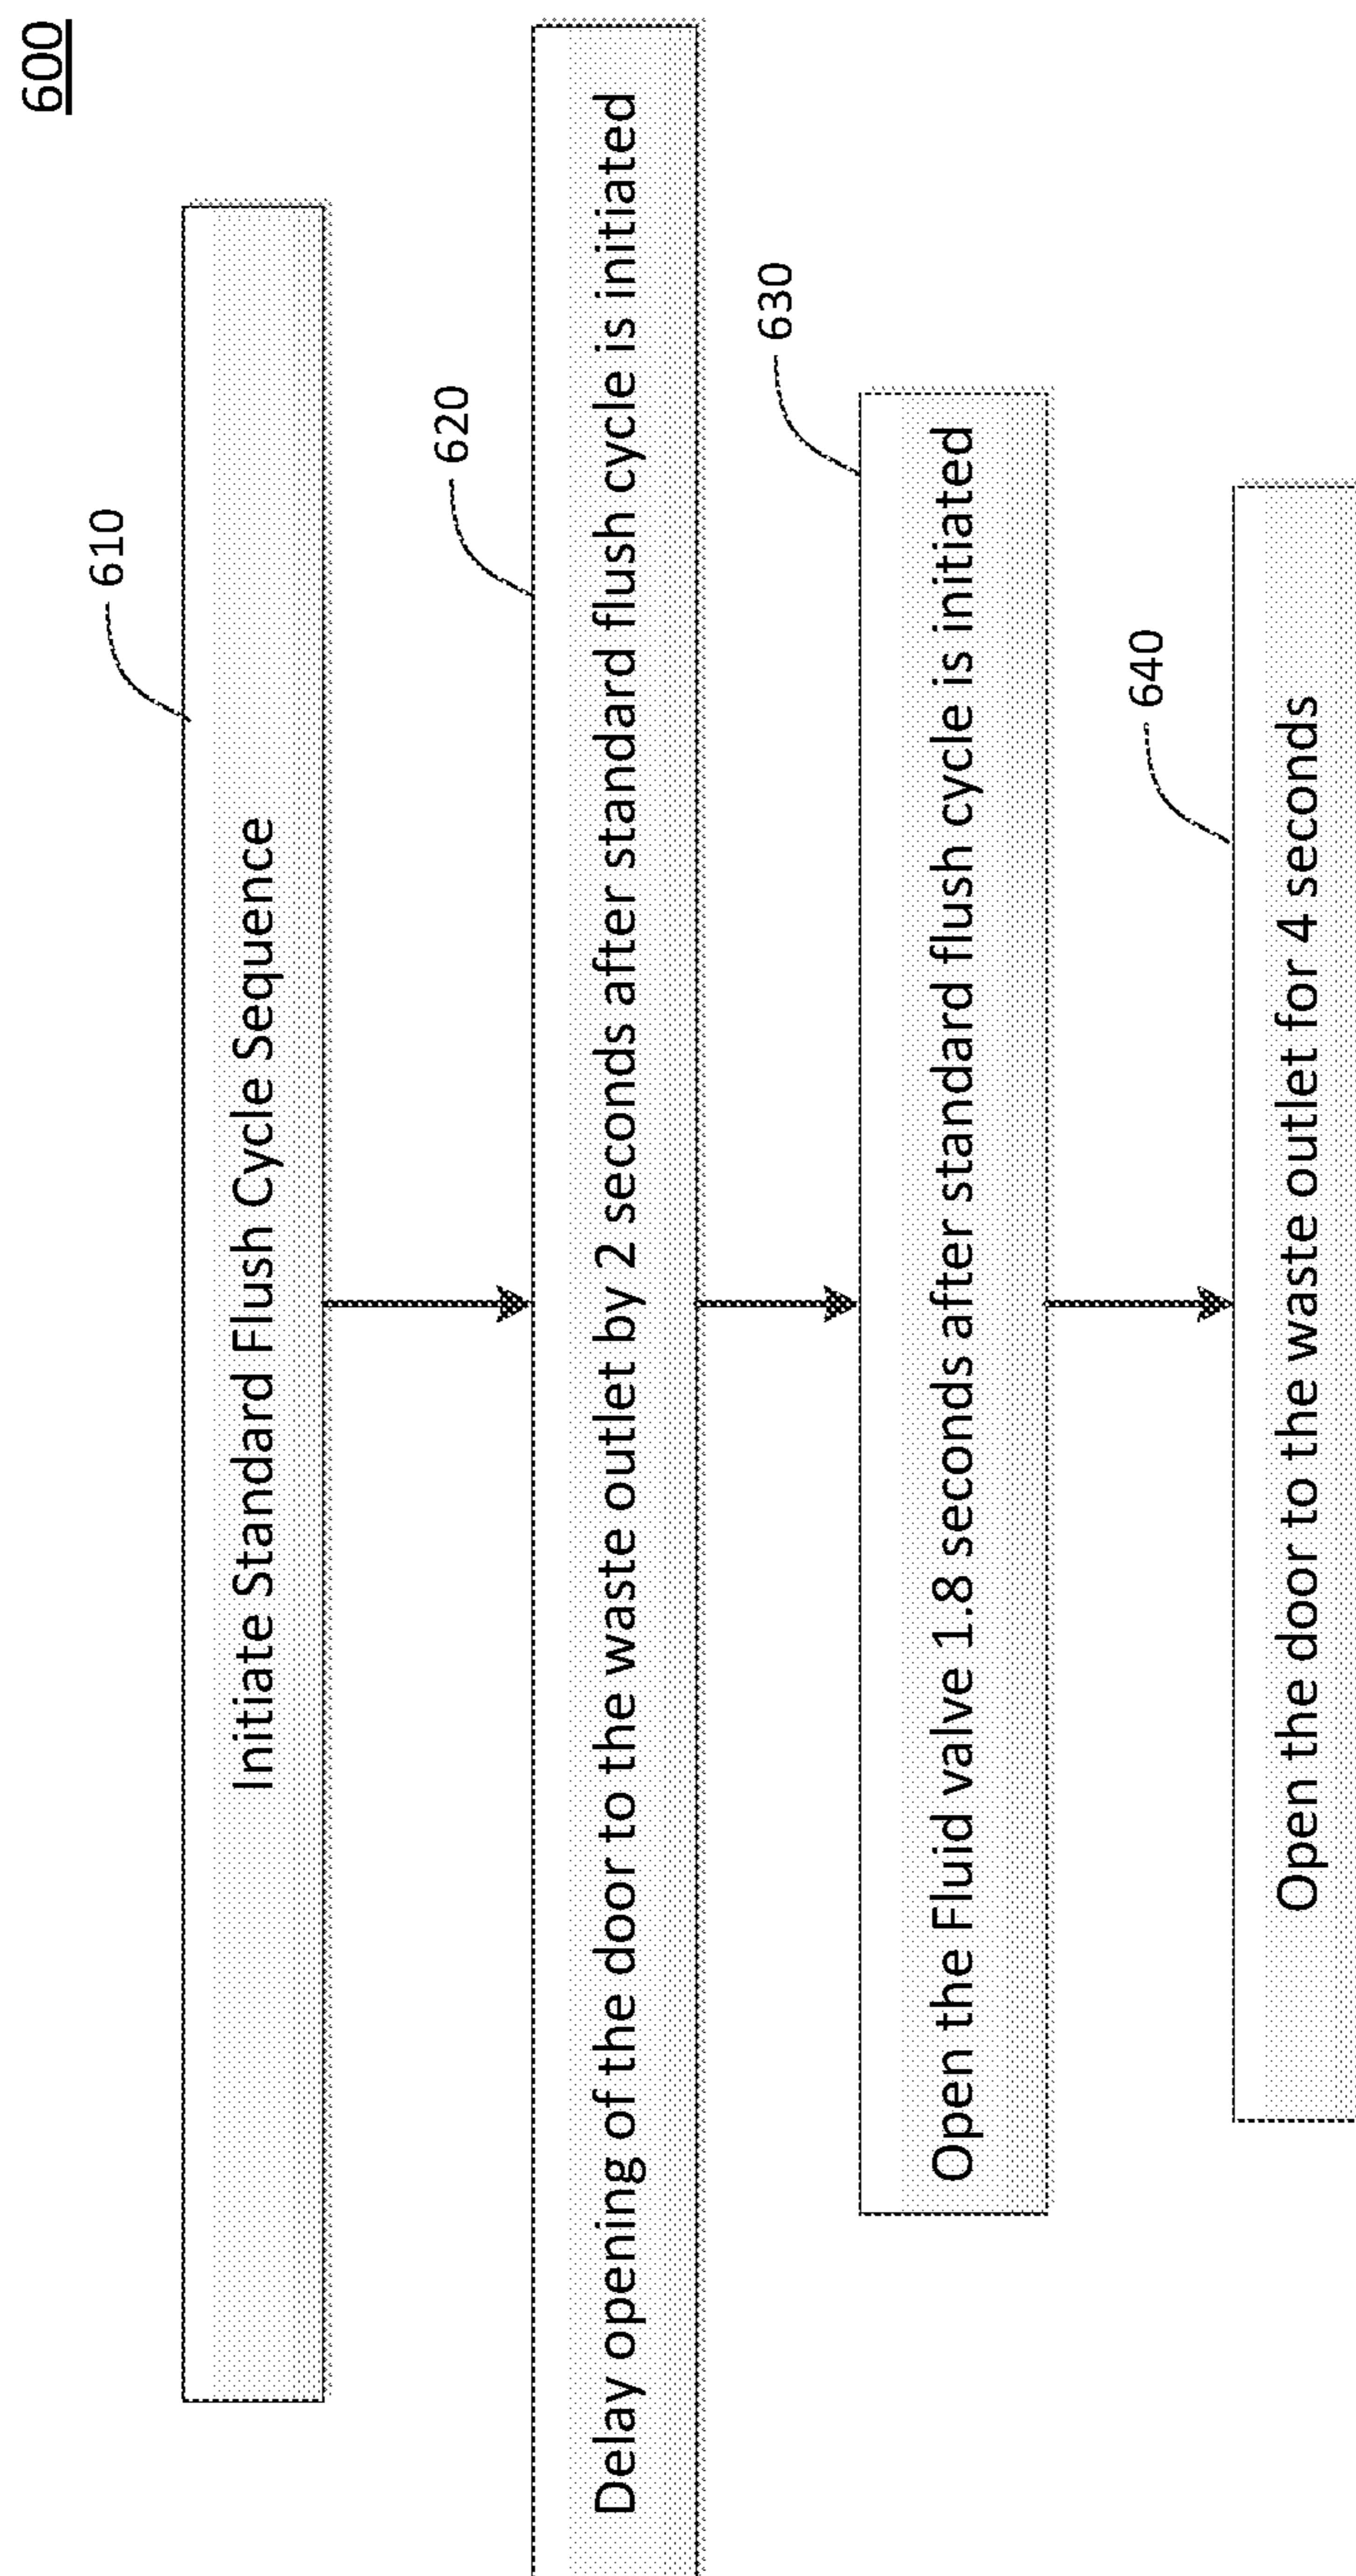 600
610
Initiate Standard Flush Cycle Sequence
620
Delay opening of the door to the waste outlet by 2 seconds after standard flush cycle is initiated
630
Open the Fluid valve 1.8 seconds after standard flush cycle is initiated
640
Open the door to the waste outlet for 4 seconds